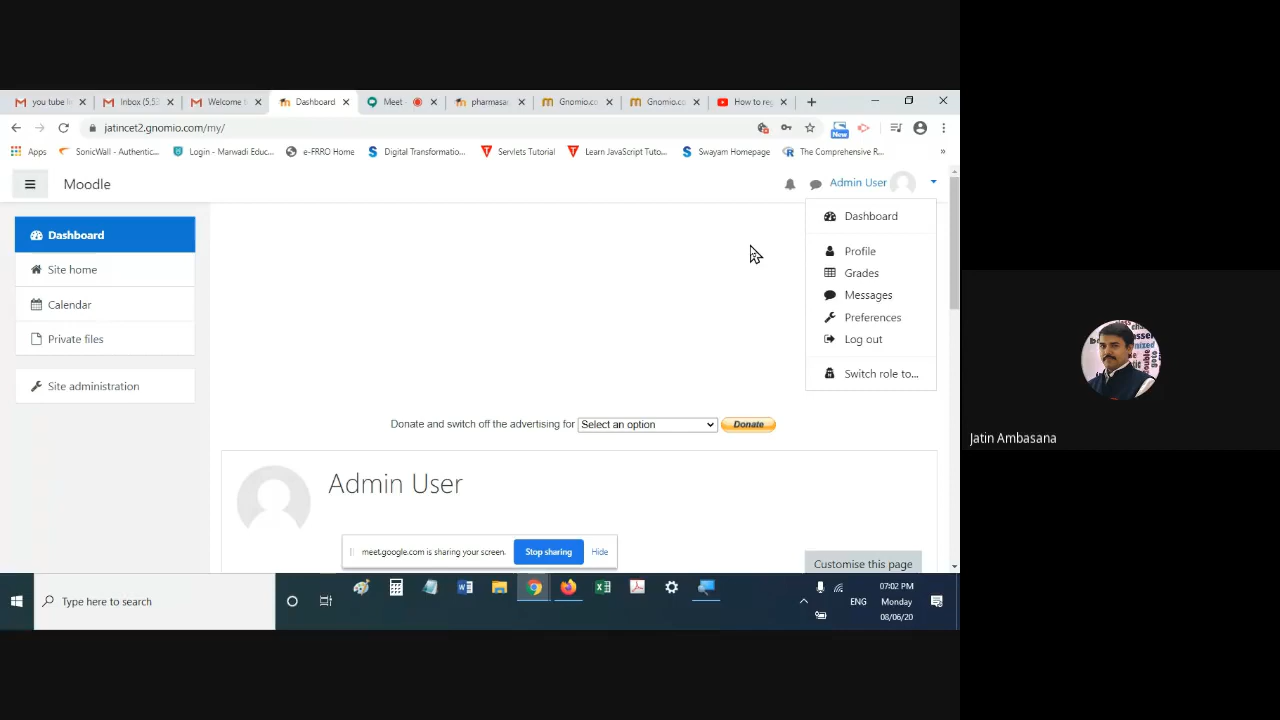 you tube li
Inbox (5,53
Welcome t
Dashboard
Meet
pharmasa
Gnomio.co
Gnomio.co
How to re
jatincet2.gnomio.com/my/
New
Apps
SonicWall - Authentic...
Login - Marwadi Educ...
e-FRRO Home
Digital Transformatio...
Servlets Tutorial
Learn JavaScript Tuto...
Swayam Homepage
The Comprehensive R...
»
Moodle
Admin User
Dashboard
Site home
Calendar
Private files
Site administration
Dashboard
Profile
Grades
Messages
Preferences
Log out
Switch role to...
Donate and switch off the advertising for Select an option Donate
Admin User
meet.google.com is sharing your screen. Stop sharing Hide
Customise this page
Type here to search
ENG
07:02 PM
Monday
08/06/20
Jatin Ambasana